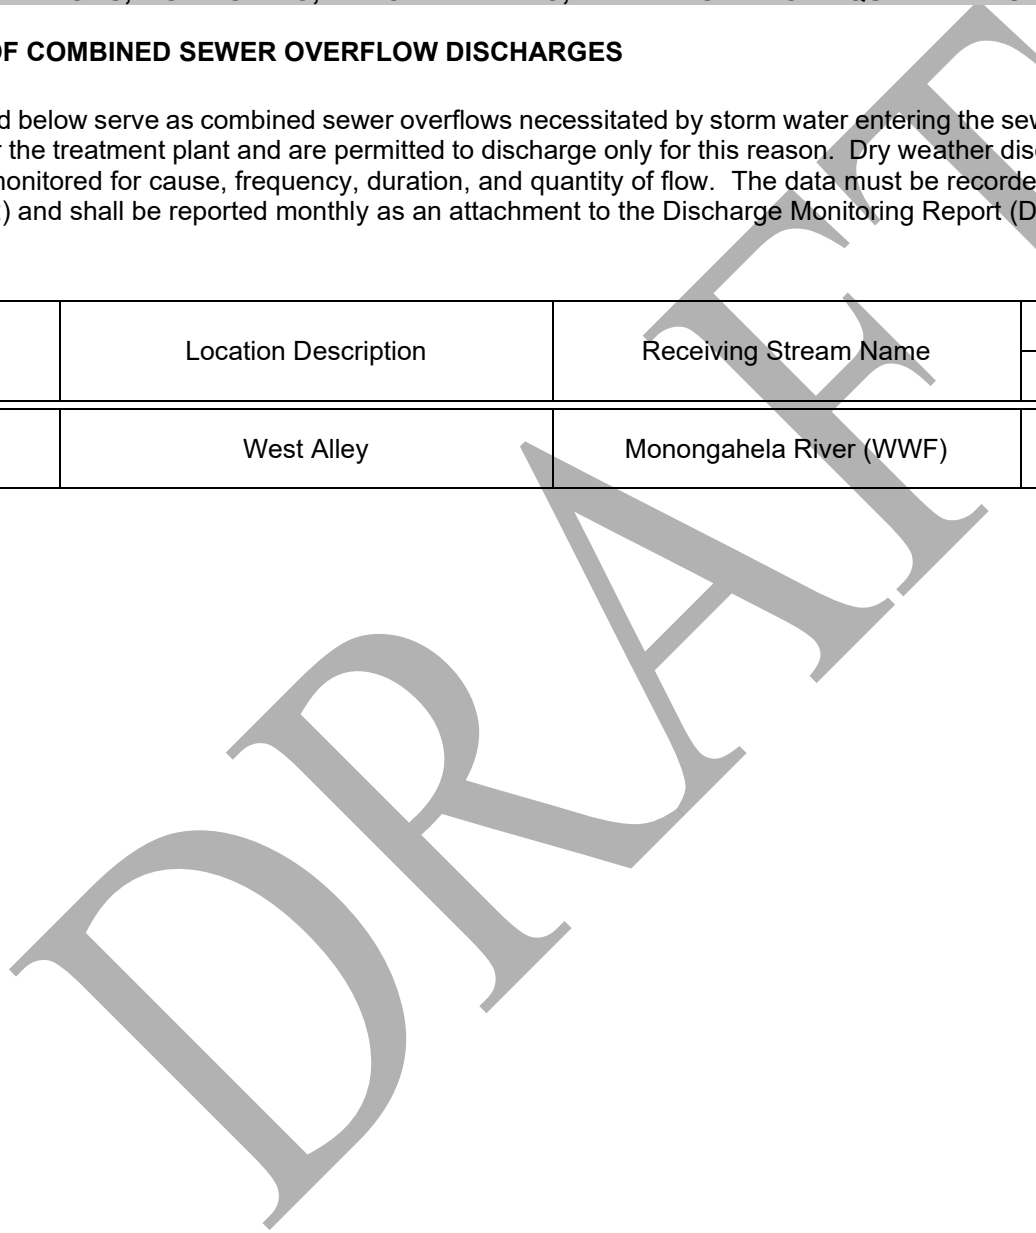 OF COMBINED SEWER OVERFLOW DISCHARGES
below serve as combined sewer overflows necessitated by storm water entering the
the treatment plant and are permitted to discharge only for this reason. Dry weather
monitored for cause, frequency, duration, and quantity of flow. The data must be
) and shall be reported monthly as an attachment to the Discharge Monitoring Report (D
Location Description Receiving Stream Name
West Alley Monongahela River (WWF)
DRAFT